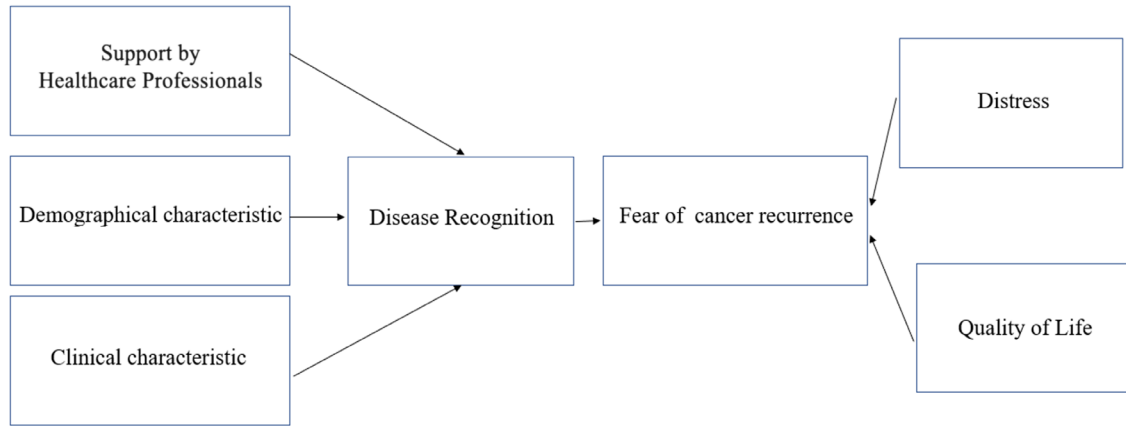 Support by
Healthcare Professionals
Demographical characteristic
Clinical characteristic
Disease Recognition
Fear of cancer recurrence
Distress
Quality of Life